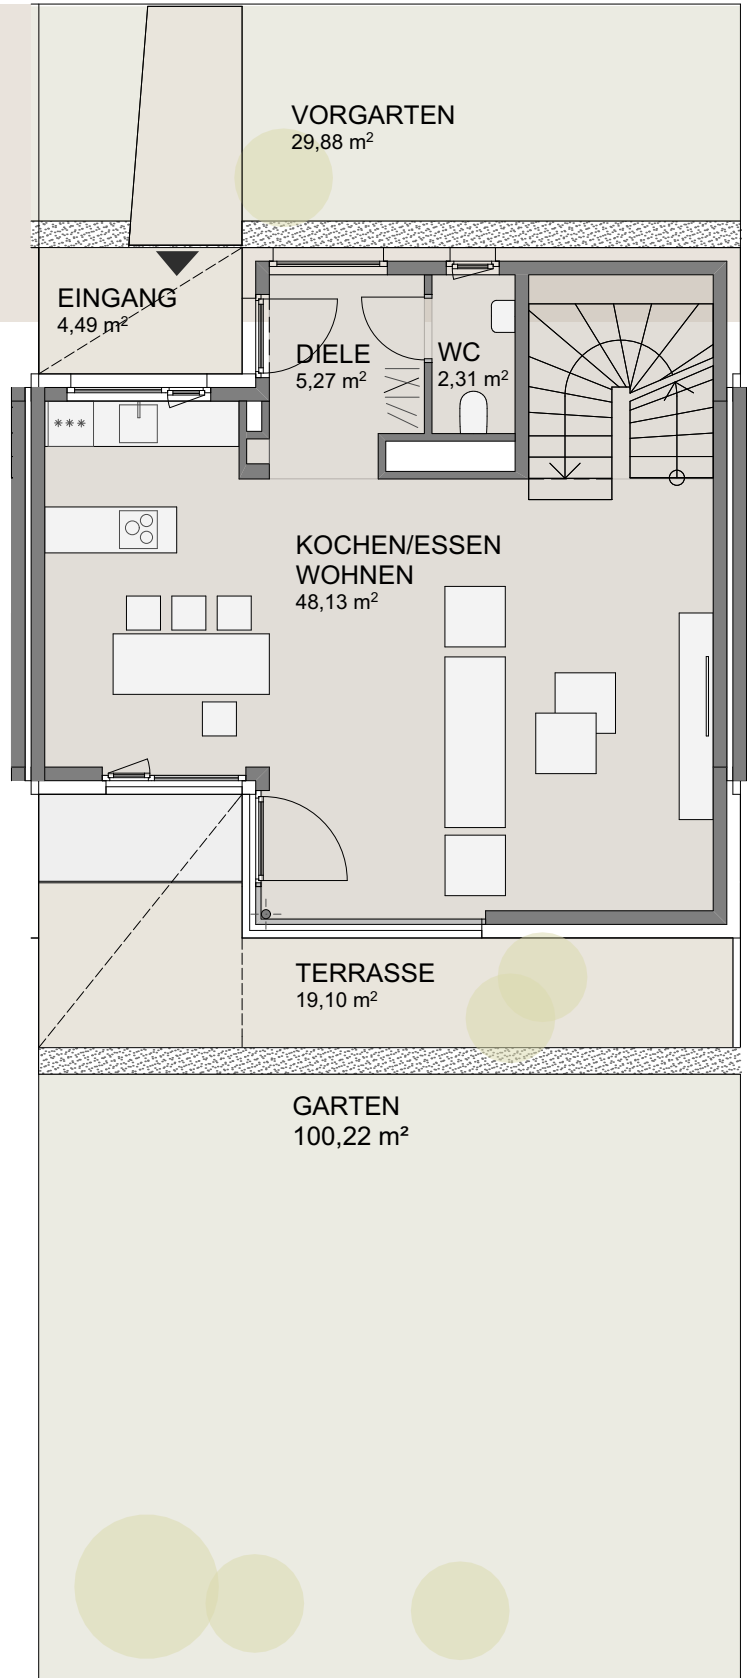 VORGARTEN
29,88 m²
EINGANG
4,49 m²
DIELE
5,27 m²
WC
2,31 m²
***
KOCHEN/ESSEN
WOHNEN
48,13 m²
TERRASSE
19,10 m²
GARTEN
100,22 m²